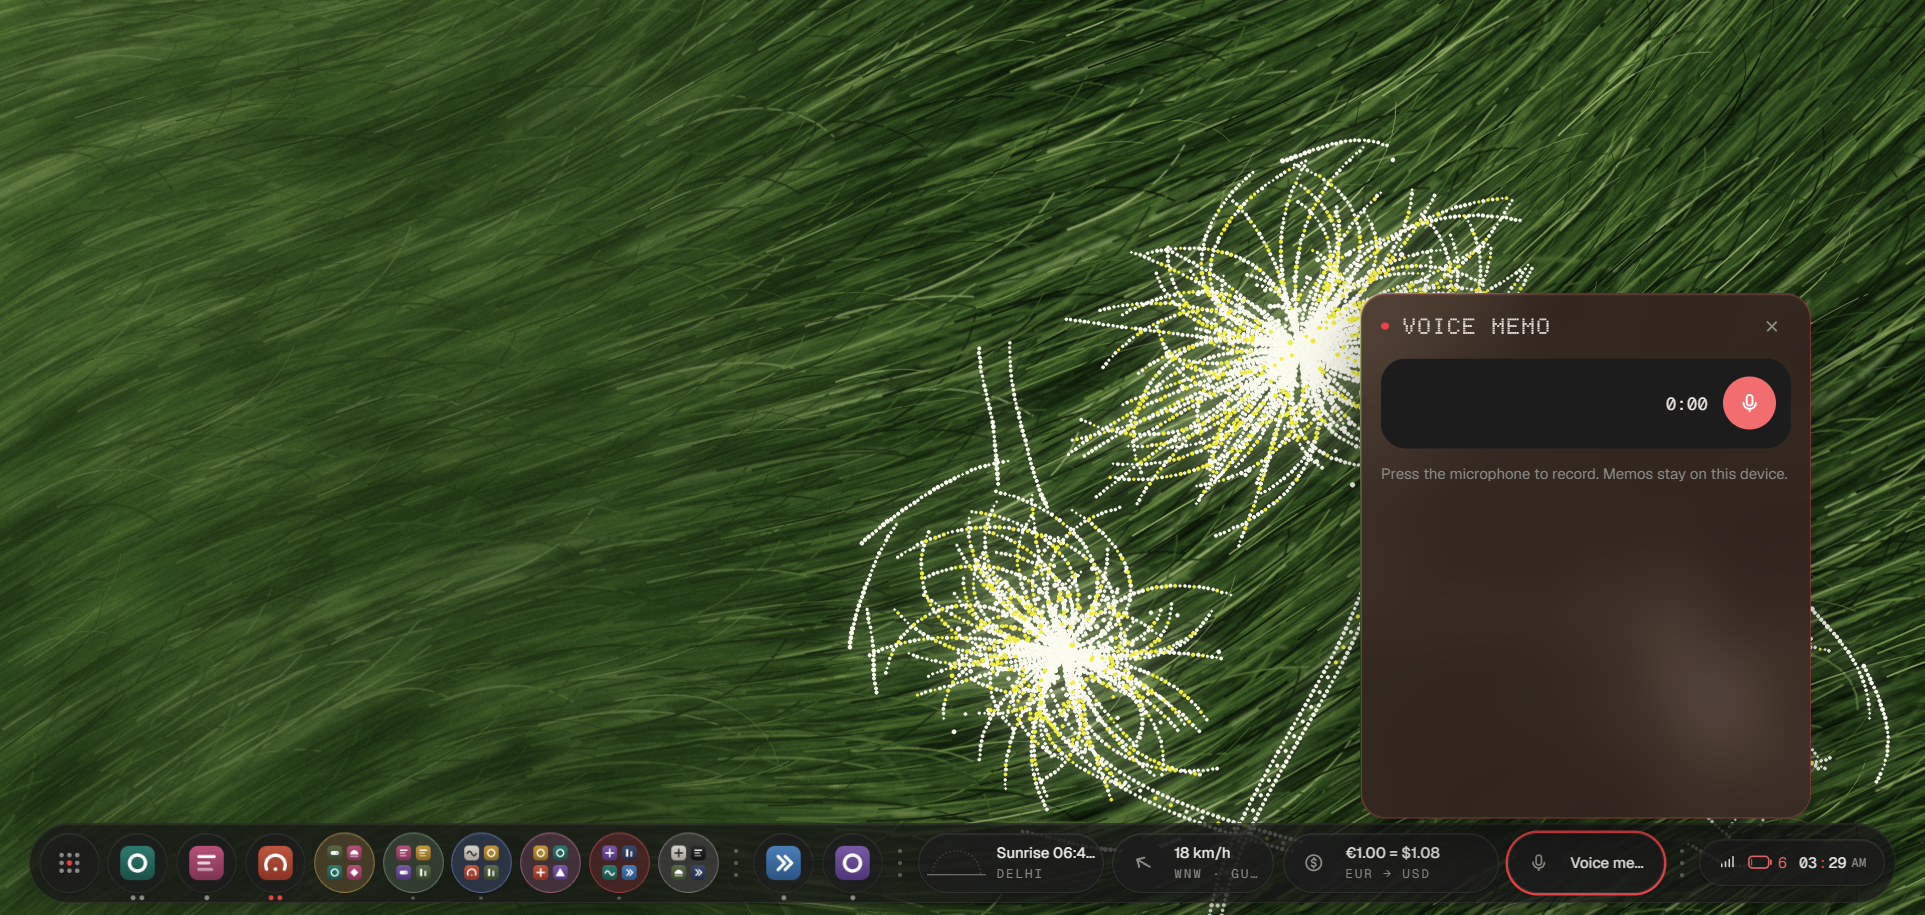 VOICE MEMO
0:00
Press the microphone to record. Memos stay on this device.
Sunrise 06:4…
DELHI
18 km/h
WNW · GU…
€1.00 = $1.08
EUR → USD
Voice me…
6
03:29 AM